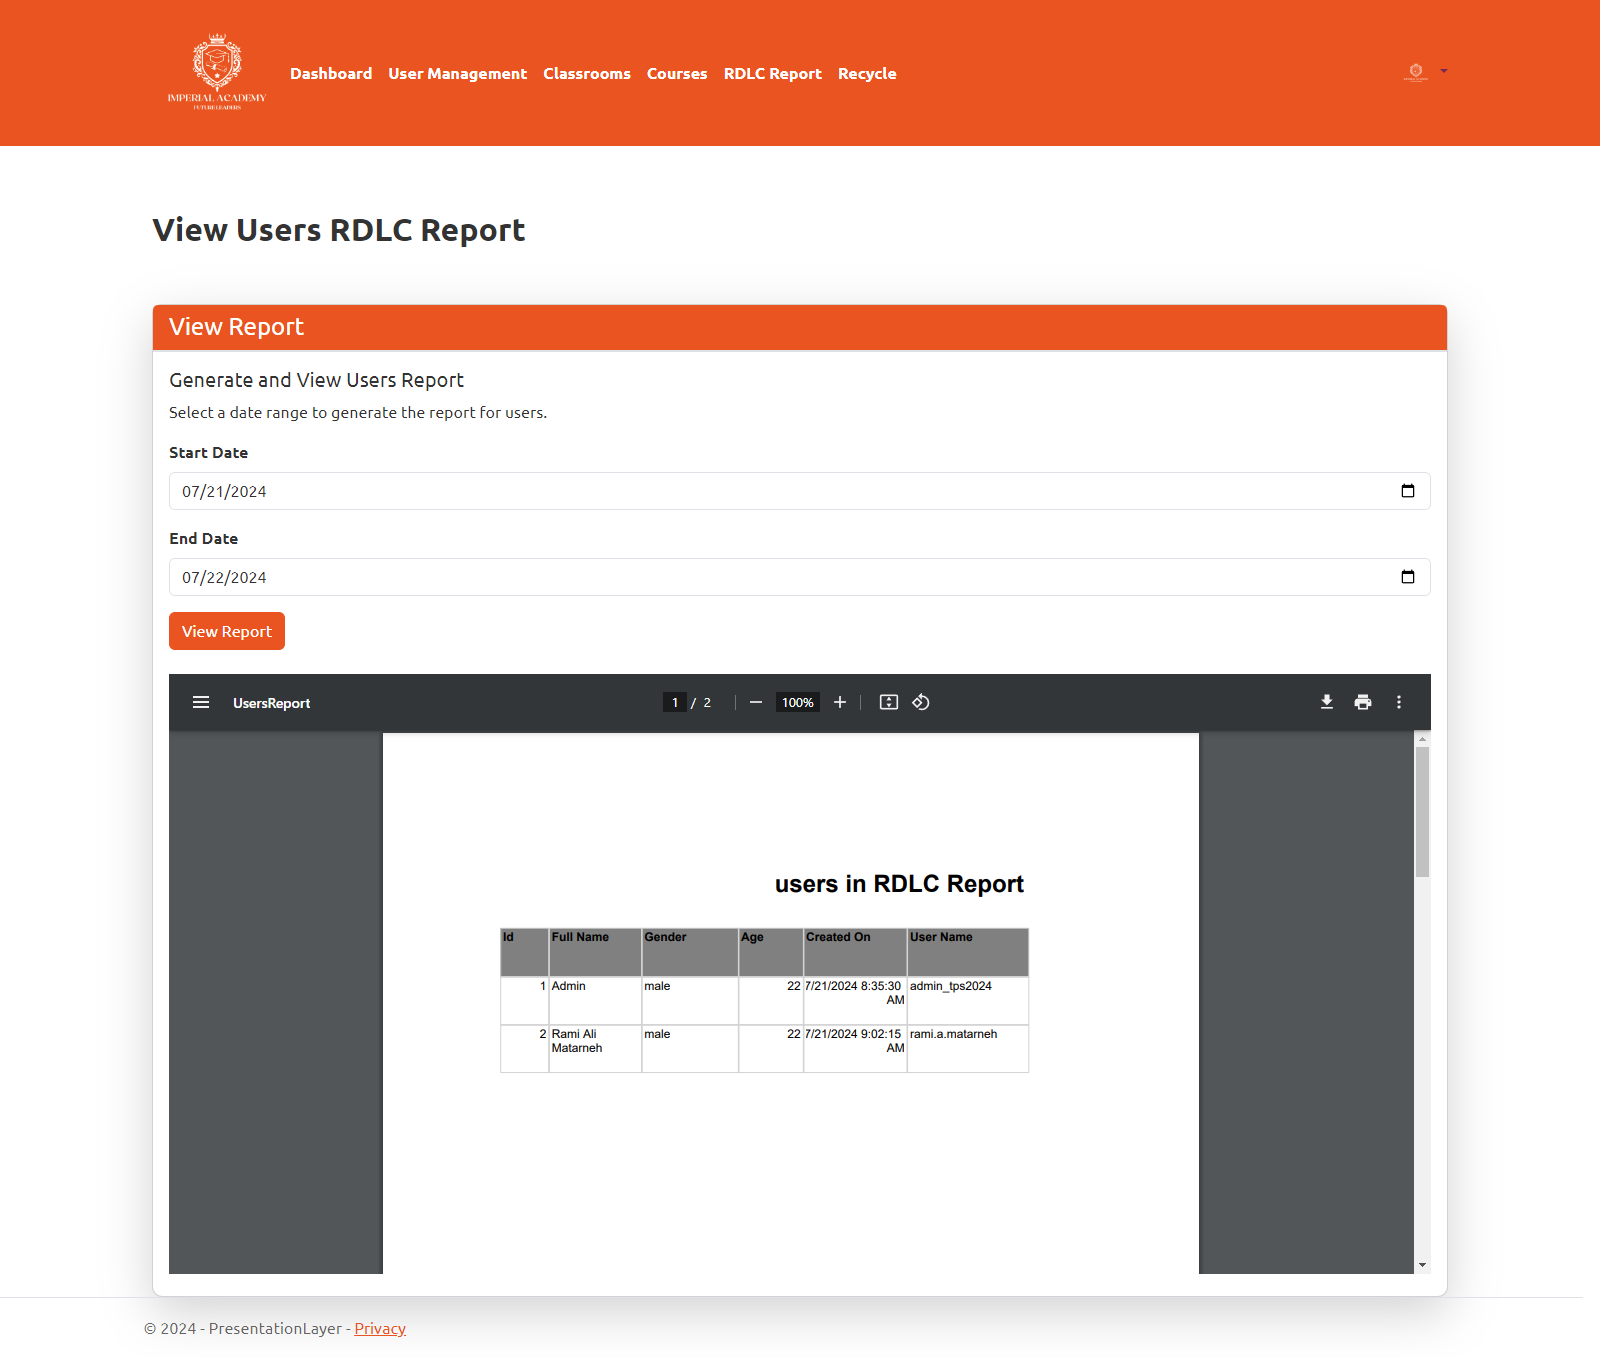 IMPERIAL ACADEMY
FUTURE LEADERS
Dashboard User Management Classrooms Courses RDLC Report Recycle
View Users RDLC Report
View Report
Generate and View Users Report
Select a date range to generate the report for users.
Start Date
07/21/2024
End Date
07/22/2024
View Report
UsersReport 1 / 2 100%
users in RDLC Report
Id Full Name Gender Age Created On User Name
1 Admin male 22 7/21/2024 8:35:30 admin_tps2024
AM
2 Rami Ali male 22 7/21/2024 9:02:15 rami.a.matarneh
Matarneh AM
© 2024 - PresentationLayer - Privacy